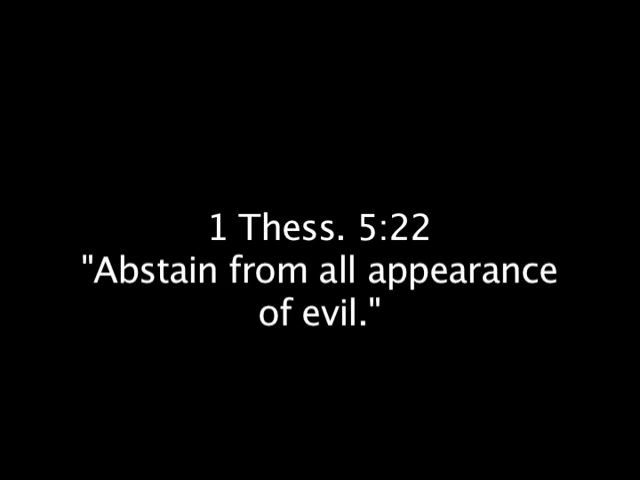 1 Thess. 5:22
"Abstain from all appearance
of evil."